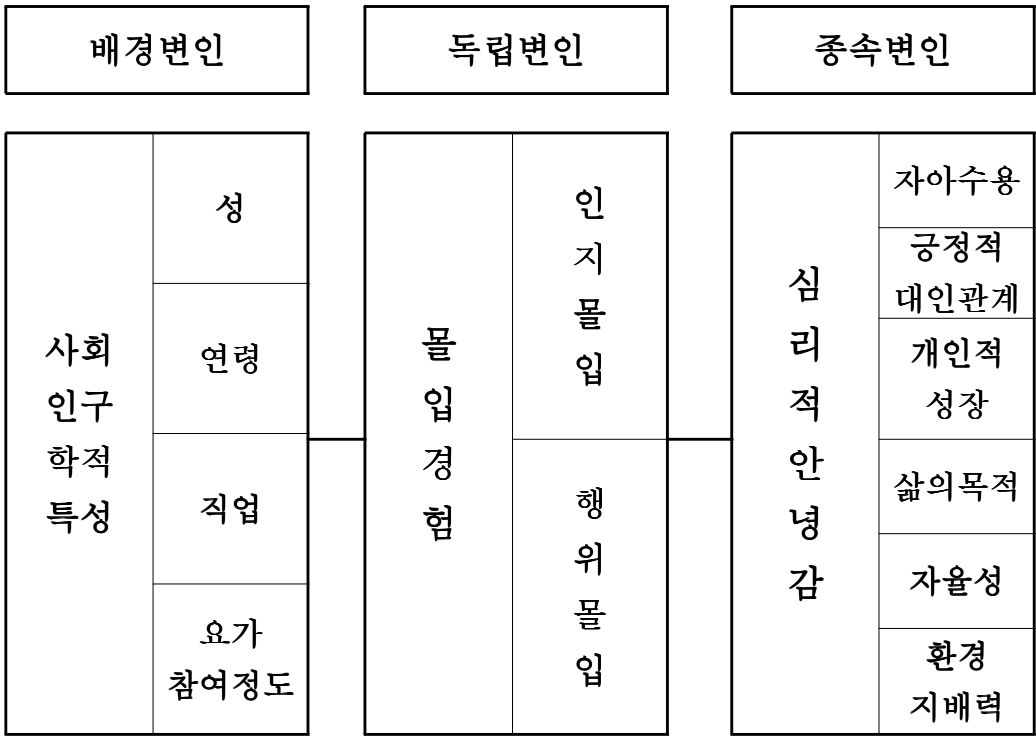 배경변인
독립변인
종속변인
사회
인구
학적
특성
성
연령
직업
요가
참여정도
몰
입
경
험
인
지
몰
입
행
위
몰
입
심
리
적
안
녕
감
자아수용
긍정적
대인관계
개인적
성장
삶의목적
자율성
환경
지배력